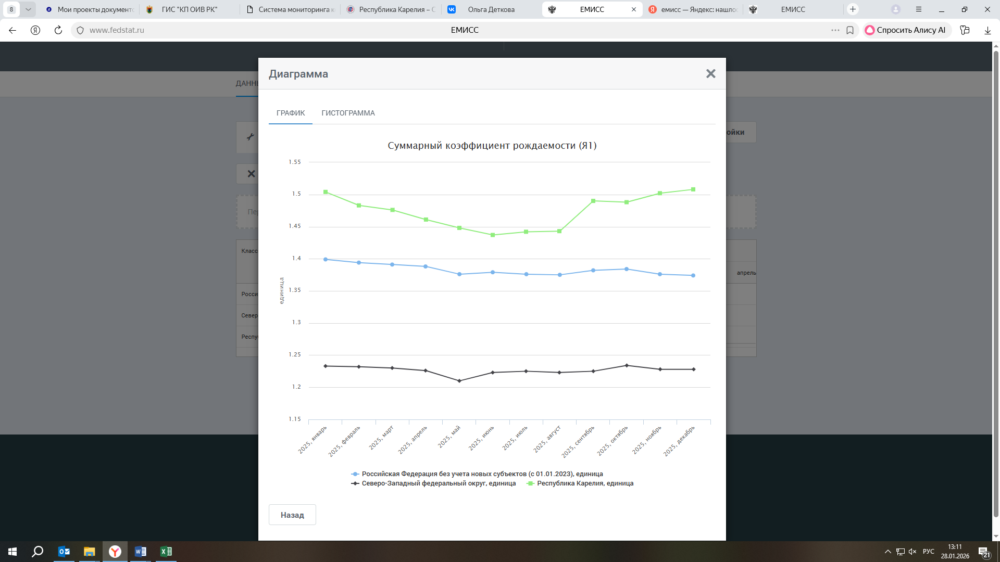 8
Мои проекты документ
ГИС "КП ОИВ РК"
Система мониторинга к
Республика Карелия – С
Ольга Деткова
ЕМИСС
емисс — Яндекс: нашлос
ЕМИСС
www.fedstat.ru
ЕМИСС
Спросить Алису AI
Диаграмма
ДАННЫ
ГРАФИК
ГИСТОГРАММА
ойки
Суммарный коэффициент рождаемости (Я1)
1.55
1.5
1.45
1.4
1.35
1.3
1.25
1.2
1.15
единица
Пер
Класс
апрель
Росси
Север
Респу
2025, январь
2025, февраль
2025, март
2025, апрель
2025, май
2025, июнь
2025, июль
2025, август
2025, сентябрь
2025, октябрь
2025, ноябрь
2025, декабрь
Российская Федерация без учета новых субъектов (с 01.01.2023), единица
Северо-Западный федеральный округ, единица
Республика Карелия, единица
Назад
РУС
13:11
28.01.2026
21